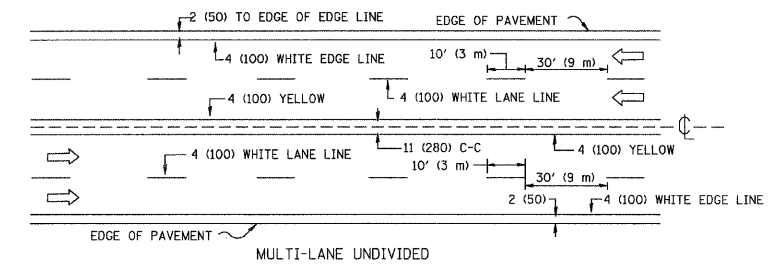 2 (50) TO EDGE OF EDGE LINE
EDGE OF PAVEMENT
4 (100) WHITE EDGE LINE
10' (3 m)
30' (9 m)
4 (100) YELLOW
4 (100) WHITE LANE LINE
℄
4 (100) WHITE LANE LINE
11 (280) C-C
4 (100) YELLOW
10' (3 m)
30' (9 m)
2 (50)
4 (100) WHITE EDGE LINE
EDGE OF PAVEMENT
MULTI-LANE UNDIVIDED